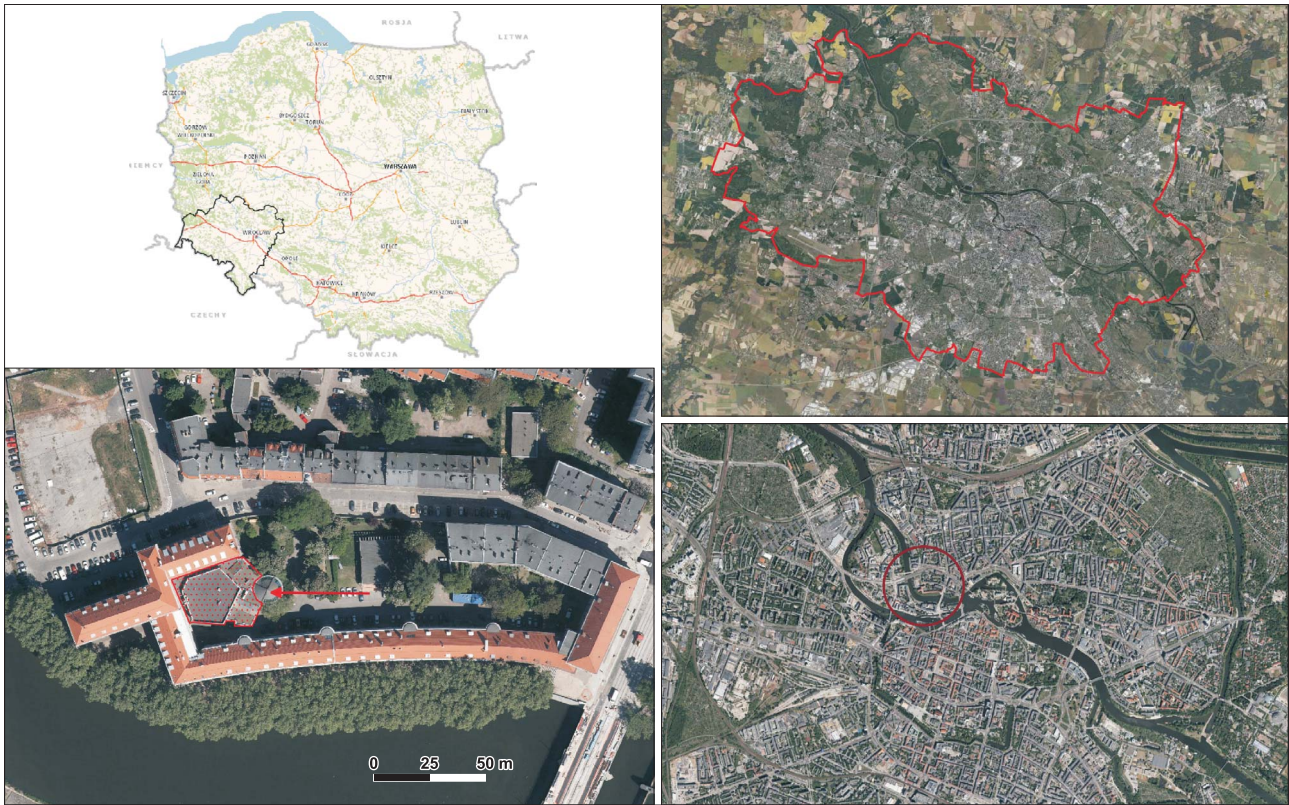 ROSJA
LITWA
GDAŃSK
OLSZTYN
SZCZECIN
BIAŁYSTOK
BYDGOSZCZ
TORUŃ
GORZÓW
WIELKOPOLSKI
NIEMCY
POZNAŃ
WARSZAWA
ZIELONA
GÓRA
ŁÓDŹ
LUBLIN
WROCŁAW
KIELCE
OPOLE
KATOWICE
KRAKÓW
RZESZÓW
CZECHY
SŁOWACJA
0 25 50 m